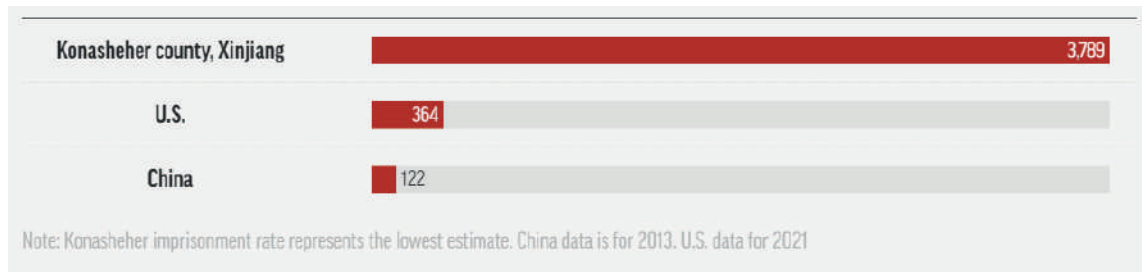 Konasheher county, Xinjiang 3,789
U.S. 364
China 122
Note: Konasheher imprisonment rate represents the lowest estimate. China data is for 2013. U.S. data for 2021